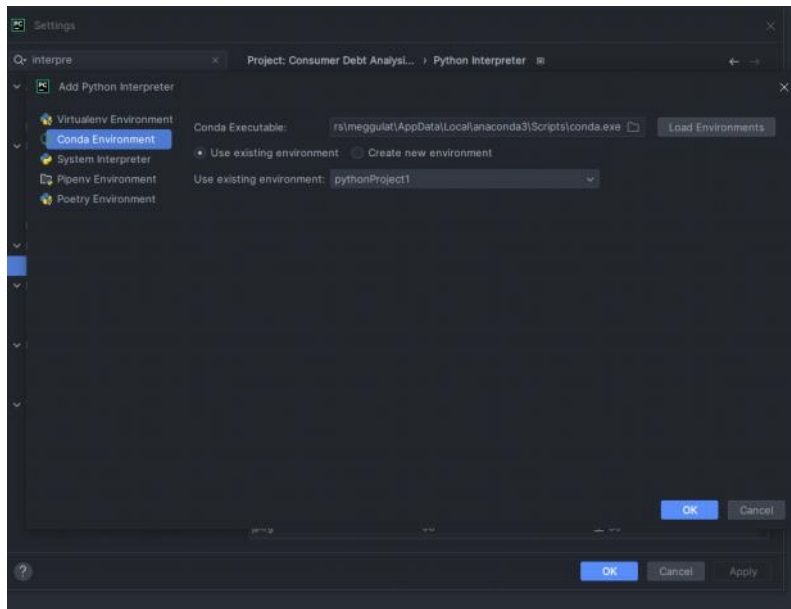 PC Settings
interpre Project: Consumer Debt Analysi... › Python Interpreter
PC Add Python Interpreter
Virtualenv Environment
Conda Environment
System Interpreter
Pipenv Environment
Poetry Environment
Conda Executable: rs\meggulat\AppData\Local\anaconda3\Scripts\conda.exe Load Environments
Use existing environment Create new environment
Use existing environment: pythonProject1
OK Cancel
? OK Cancel Apply